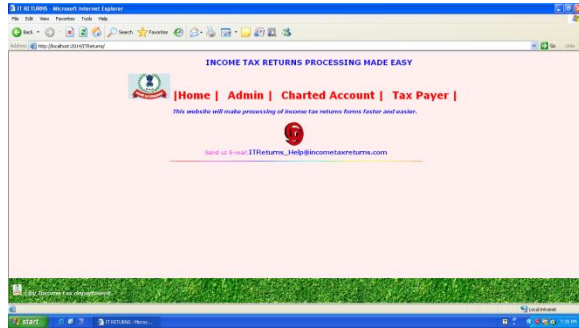 IT RETURNS - Microsoft Internet Explorer
File Edit View Favorites Tools Help
Back Search Favorites
Address http://localhost:2014/ITReturns/ Go Links
INCOME TAX RETURNS PROCESSING MADE EASY
|Home | Admin | Charted Account | Tax Payer |
This website will make processing of income tax returns forms faster and easier.
Send us E-mail:ITReturns_Help@incometaxreturns.com
By Income tax department
Local intranet
start IT RETURNS - Micros...